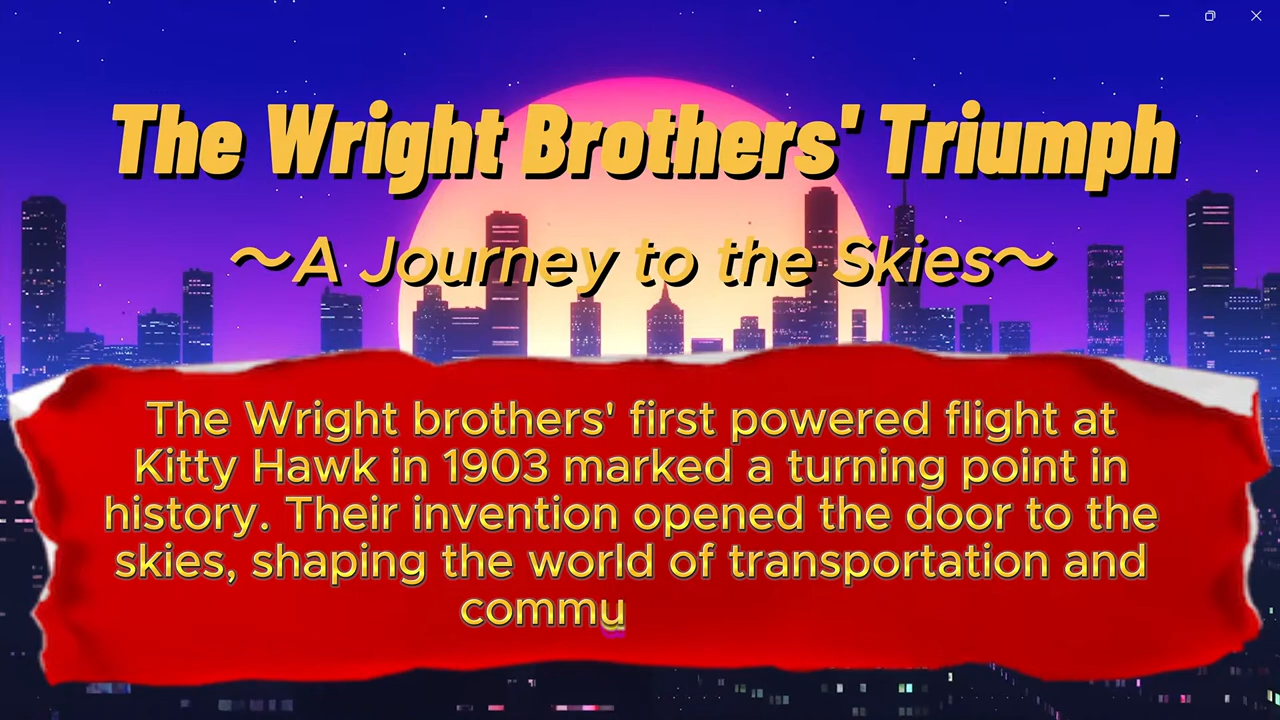 The Wright Brothers' Triumph
～A Journey to the Skies～
The Wright brothers' first powered flight at
Kitty Hawk in 1903 marked a turning point in
history. Their invention opened the door to the
skies, shaping the world of transportation and
commu